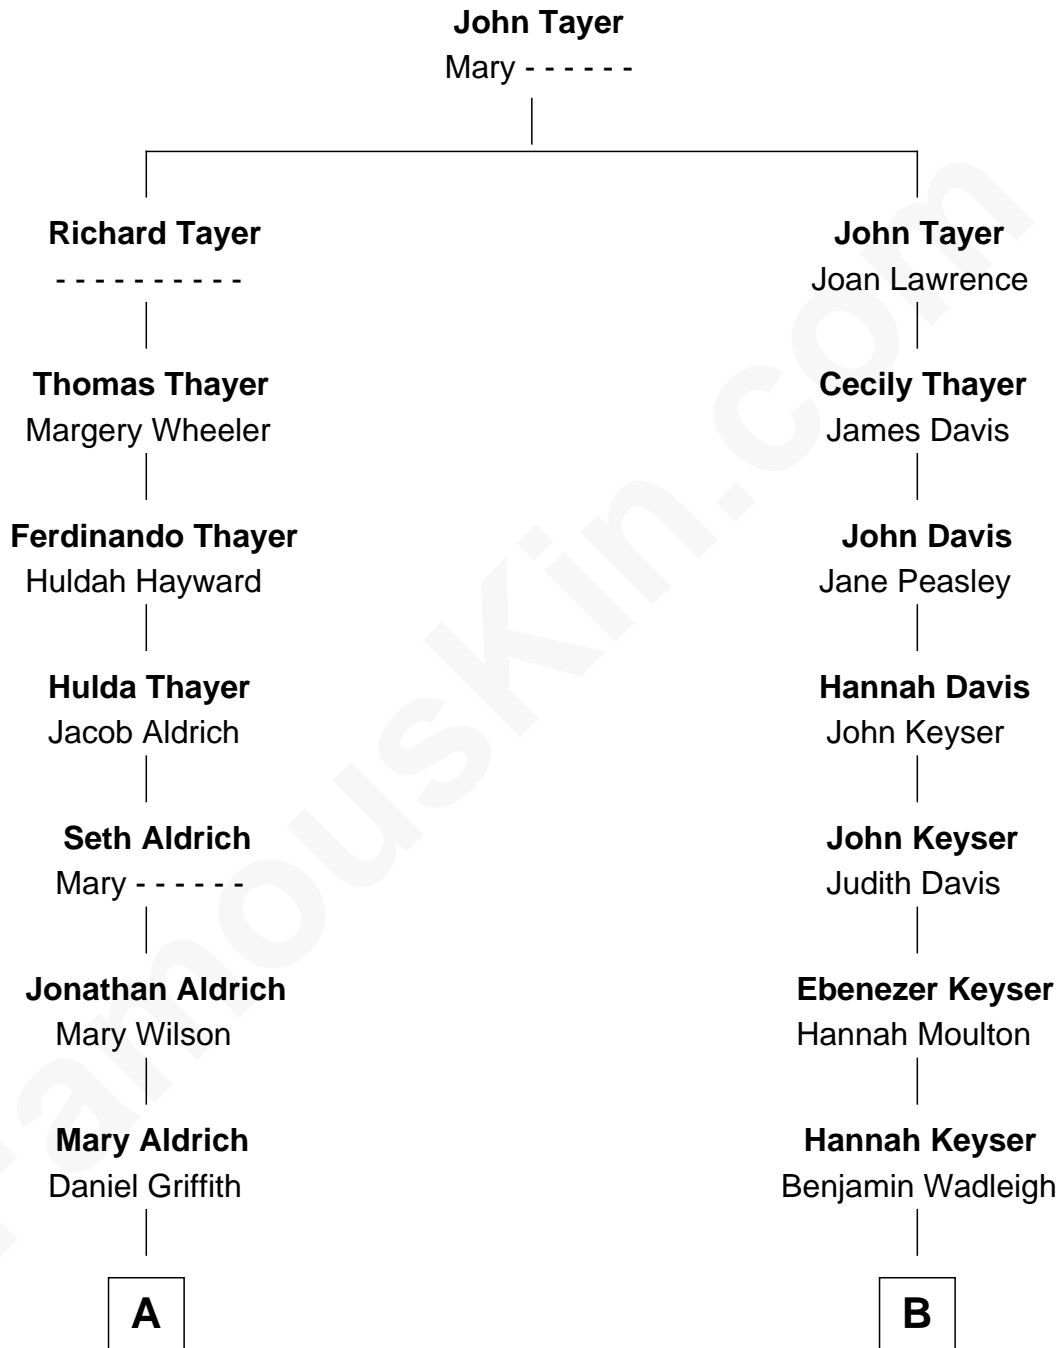 John Tayer
Mary - - - - - -
Richard Tayer
- - - - - - - - - -
John Tayer
Joan Lawrence
Thomas Thayer
Margery Wheeler
Cecily Thayer
James Davis
Ferdinando Thayer
Huldah Hayward
John Davis
Jane Peasley
Hulda Thayer
Jacob Aldrich
Hannah Davis
John Keyser
Seth Aldrich
Mary - - - - - -
John Keyser
Judith Davis
Jonathan Aldrich
Mary Wilson
Ebenezer Keyser
Hannah Moulton
Mary Aldrich
Daniel Griffith
Hannah Keyser
Benjamin Wadleigh
A
B
FamousKin.com